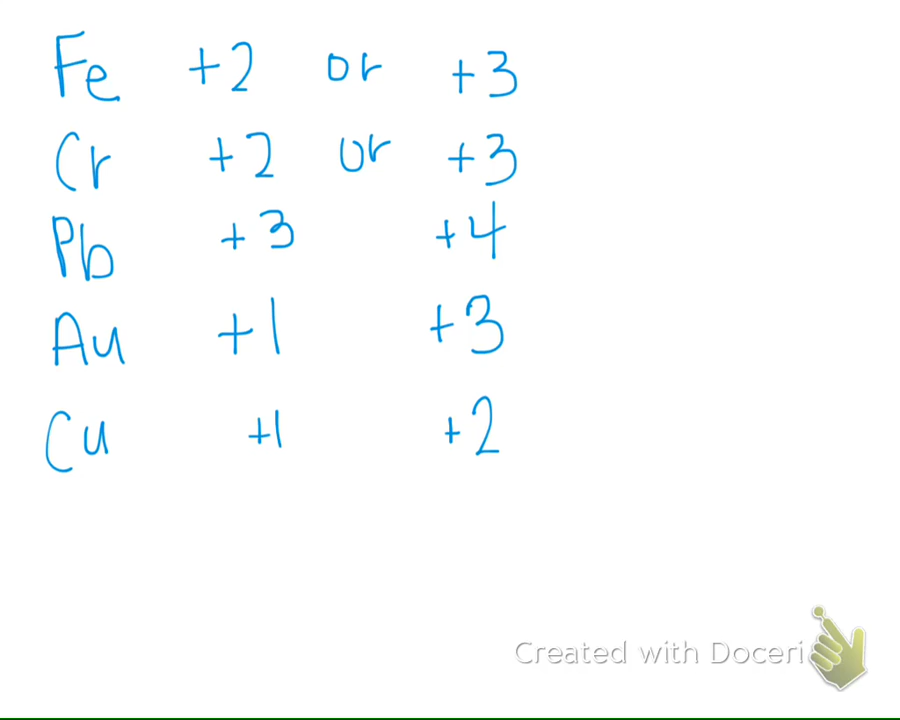 Fe +2 or +3
Cr +2 or +3
Pb +3 +4
Au +1 +3
Cu +1 +2
Created with Doceri